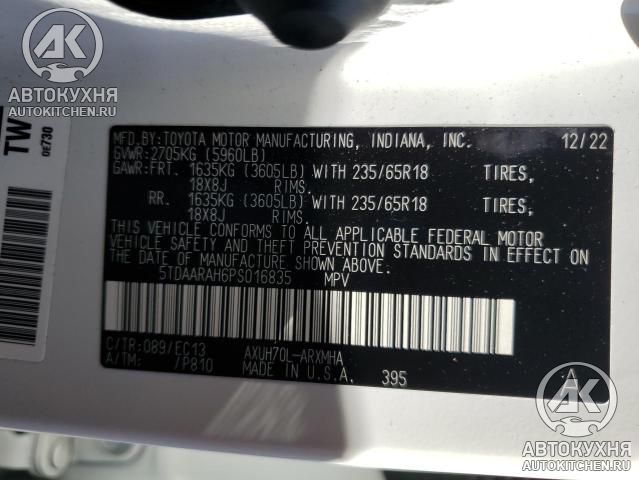 AK
АВТОКУХНЯ
AUTOKITCHEN.RU
TW
0E730
MFD.BY:TOYOTA MOTOR MANUFACTURING, INDIANA, INC. 12/22
GVWR:2705KG (5960LB)
GAWR:FRT. 1635KG (3605LB) WITH 235/65R18 TIRES,
18X8J RIMS.
RR. 1635KG (3605LB) WITH 235/65R18 TIRES,
18X8J RIMS.
THIS VEHICLE CONFORMS TO ALL APPLICABLE FEDERAL MOTOR
VEHICLE SAFETY AND THEFT PREVENTION STANDARDS IN EFFECT ON
THE DATE OF MANUFACTURE SHOWN ABOVE.
5TDAARAH6PS016835 MPV
C/TR:089/EC13 AXUH70L-ARXMHA
A/TM: /P810 MADE IN U.S.A. 395 A
AK
АВТОКУХНЯ
AUTOKITCHEN.RU